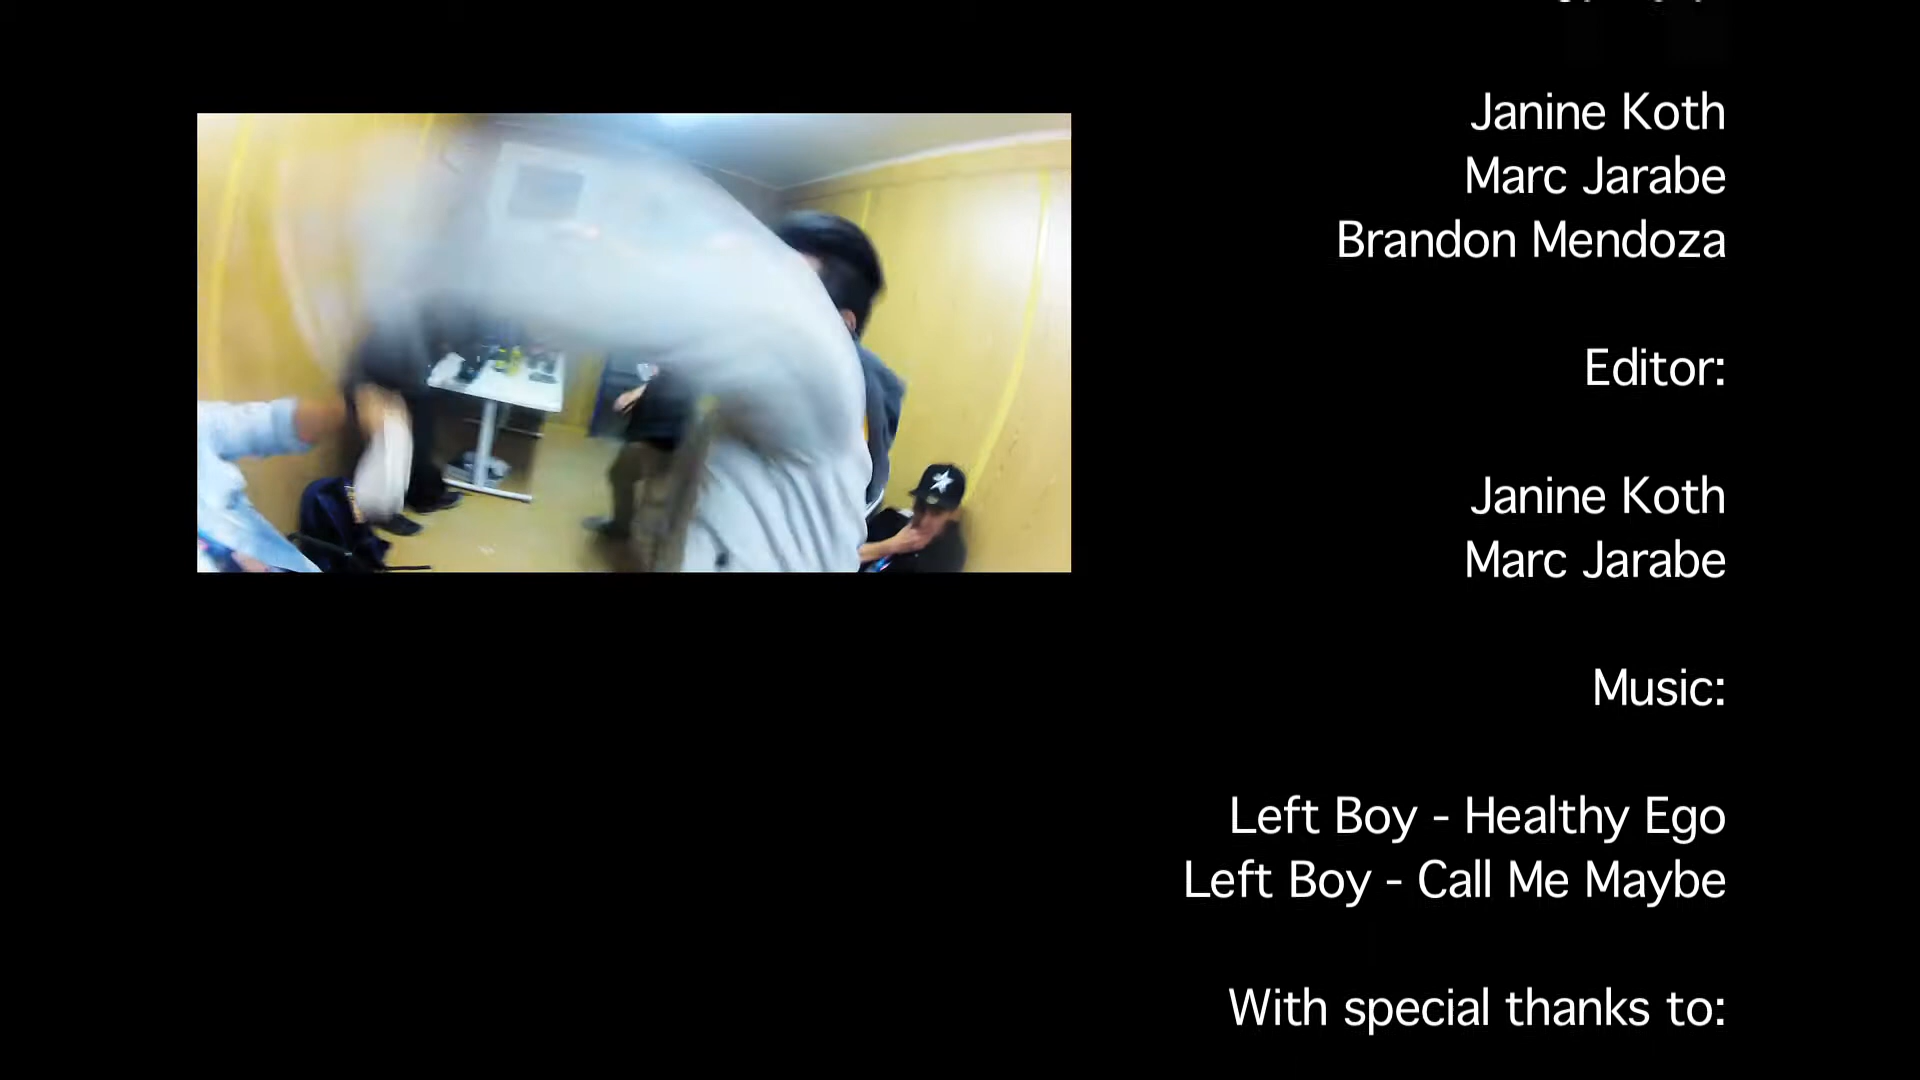 Janine Koth
Marc Jarabe
Brandon Mendoza
Editor:
Janine Koth
Marc Jarabe
Music:
Left Boy - Healthy Ego
Left Boy - Call Me Maybe
With special thanks to: